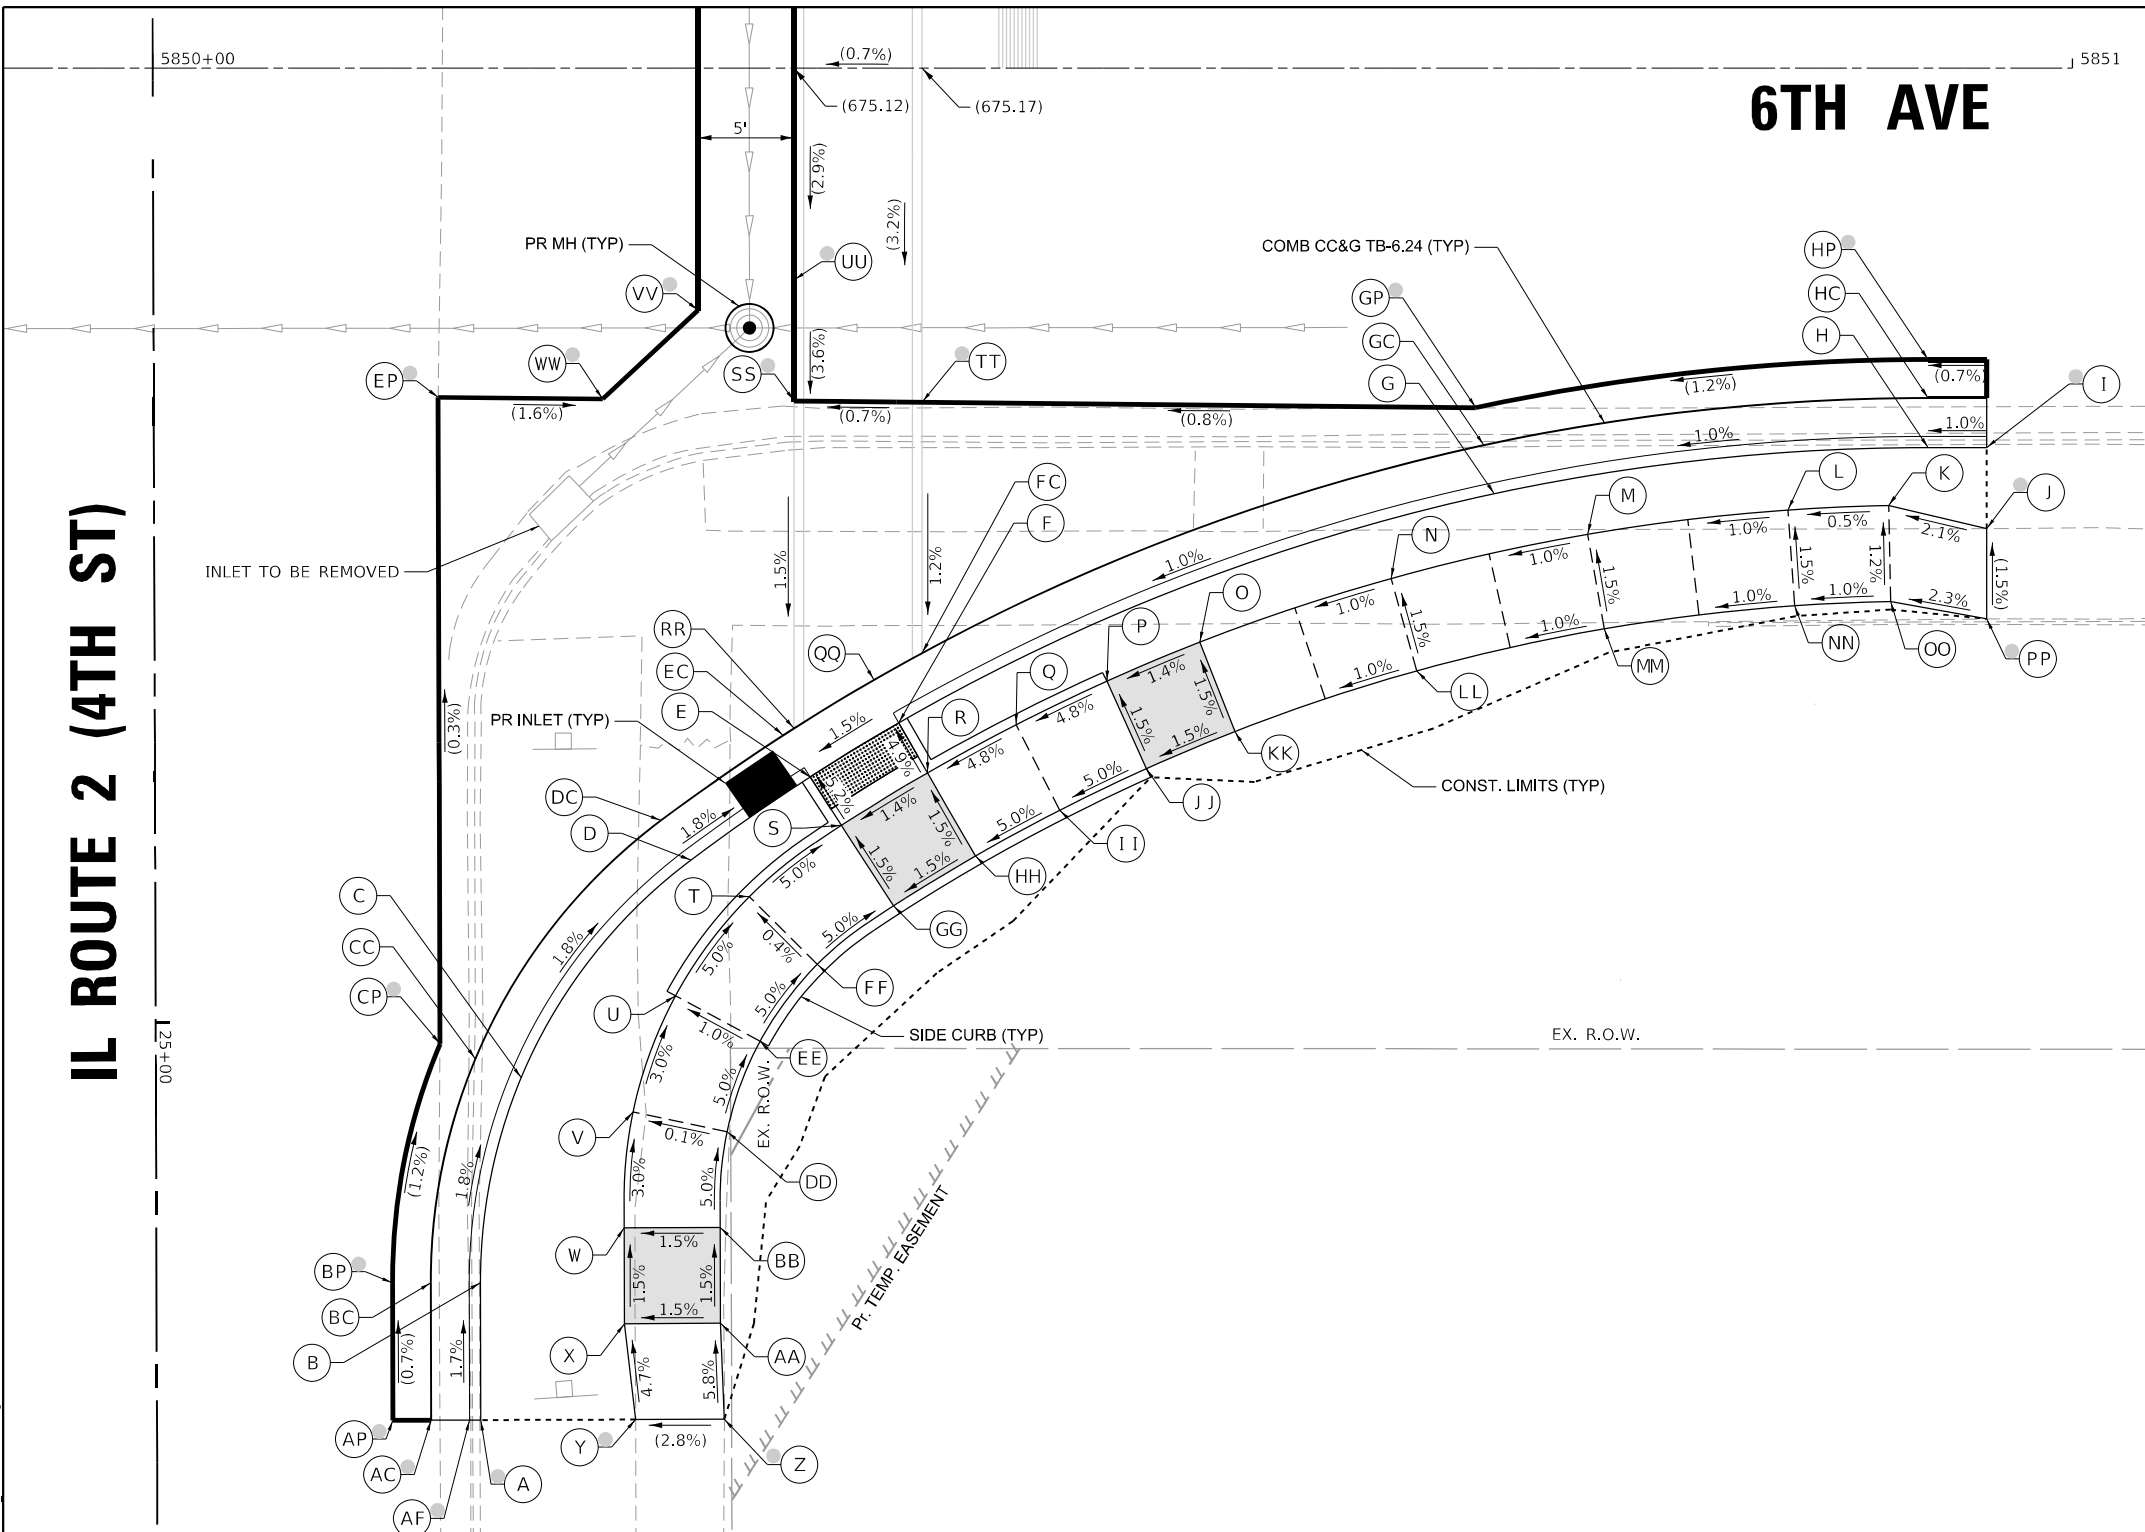 5850+00
(0.7%)
5851
(675.12)
(675.17)
6TH AVE
5'
(2.9%)
(3.2%)
PR MH (TYP)
UU
COMB CC&G TB-6.24 (TYP)
HP
VV
GP
HC
GC
H
WW
SS
(3.6%)
TT
EP
G
(1.2%)
(0.7%)
I
(1.6%)
(0.7%)
(0.8%)
1.0%
1.0%
FC
L
K
J
F
M
0.5%
1.0%
2.1%
N
1.0%
1.0%
1.5%
1.2%
INLET TO BE REMOVED
1.5%
1.2%
1.5%
(1.5%)
O
1.0%
1.0%
1.0%
2.3%
P
1.5%
1.0%
RR
QQ
NN
OO
PP
EC
Q
1.4%
1.5%
1.0%
MM
LL
E
R
4.8%
1.5%
1.5%
PR INLET (TYP)
(0.3%)
1.5%
4.9%
4.8%
KK
5.0%
CONST. LIMITS (TYP)
DC
5.2%
1.4%
JJ
D
1.8%
S
1.5%
5.0%
II
1.5%
1.5%
HH
C
T
5.0%
CC
1.8%
5.0%
0.4%
5.0%
GG
CP
U
5.0%
FF
1.0%
SIDE CURB (TYP)
EX. R.O.W.
IL ROUTE 2 (4TH ST)
25+00
3.0%
EE
5.0%
EX. R.O.W.
V
0.1%
(1.2%)
1.8%
3.0%
5.0%
DD
W
1.5%
BB
BP
1.5%
1.5%
Pr. TEMP. EASEMENT
BC
1.5%
B
(0.7%)
1.7%
X
AA
4.7%
5.8%
AP
Y
(2.8%)
Z
AC
A
AF